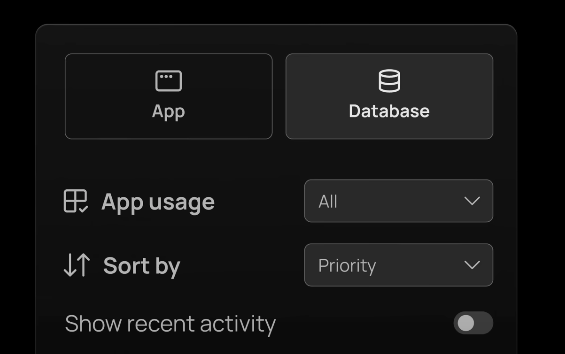 App
Database
App usage
All
Sort by
Priority
Show recent activity